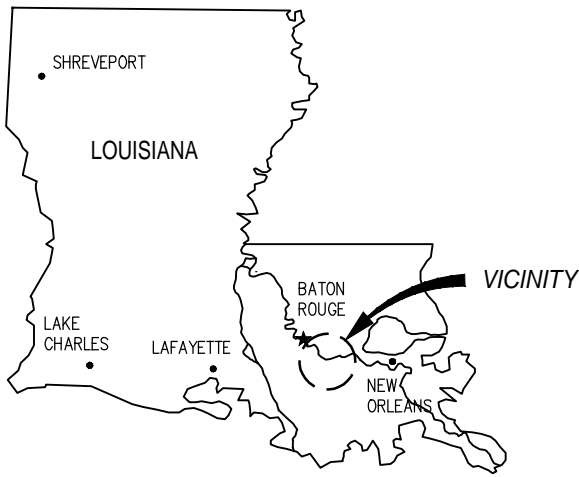 SHREVEPORT
LOUISIANA
BATON
ROUGE
VICINITY
LAKE
CHARLES
LAFAYETTE
NEW
ORLEANS